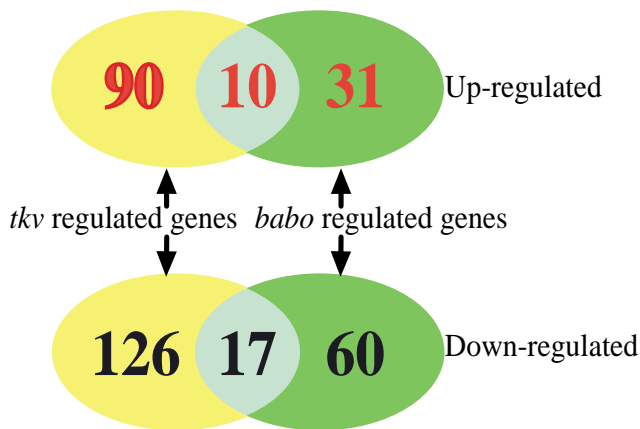 90 10 31 Up-regulated
tkv regulated genes babo regulated genes
126 17 60 Down-regulated